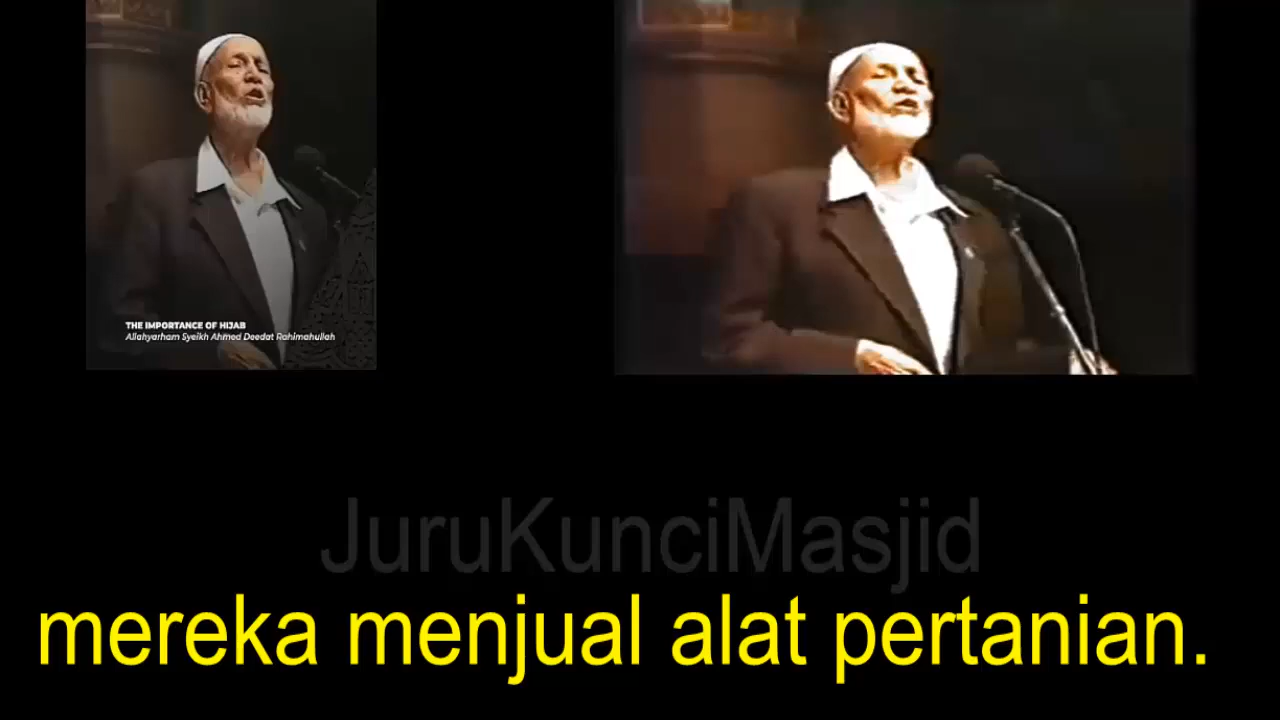 THE IMPORTANCE OF HIJAB
Allahyarham Syeikh Ahmed Deedat Rahimahullah
JuruKunciMasjid
mereka menjual alat pertanian.